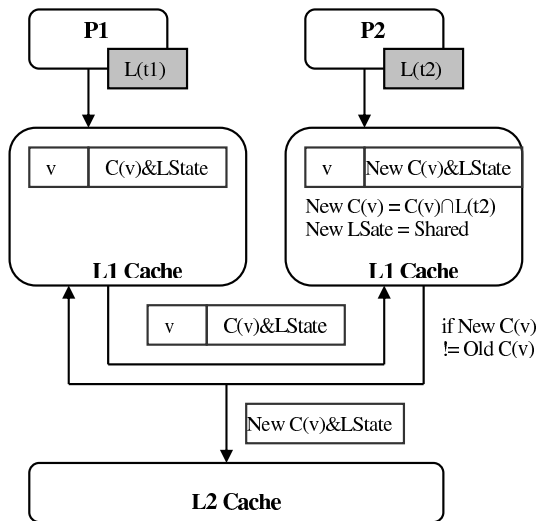 P1
L(t1)
P2
L(t2)
v
C(v)&LState
v
New C(v)&LState
New C(v) = C(v)∩L(t2)
New LSate = Shared
L1 Cache
L1 Cache
v
C(v)&LState
if New C(v)
!= Old C(v)
New C(v)&LState
L2 Cache